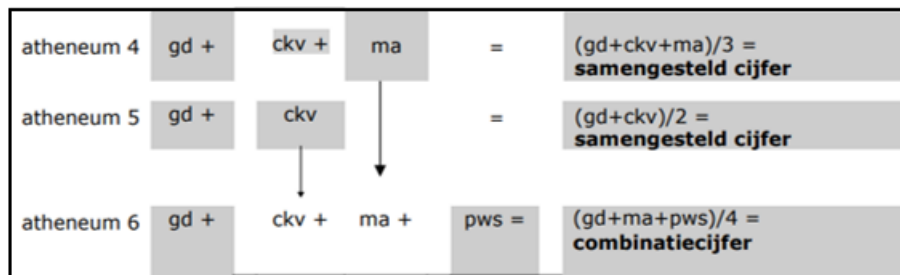 atheneum 4 gd + ckv + ma = (gd+ckv+ma)/3 =
samengesteld cijfer
atheneum 5 gd + ckv = (gd+ckv)/2 =
samengesteld cijfer
atheneum 6 gd + ckv + ma + pws = (gd+ma+pws)/4 =
combinatiecijfer